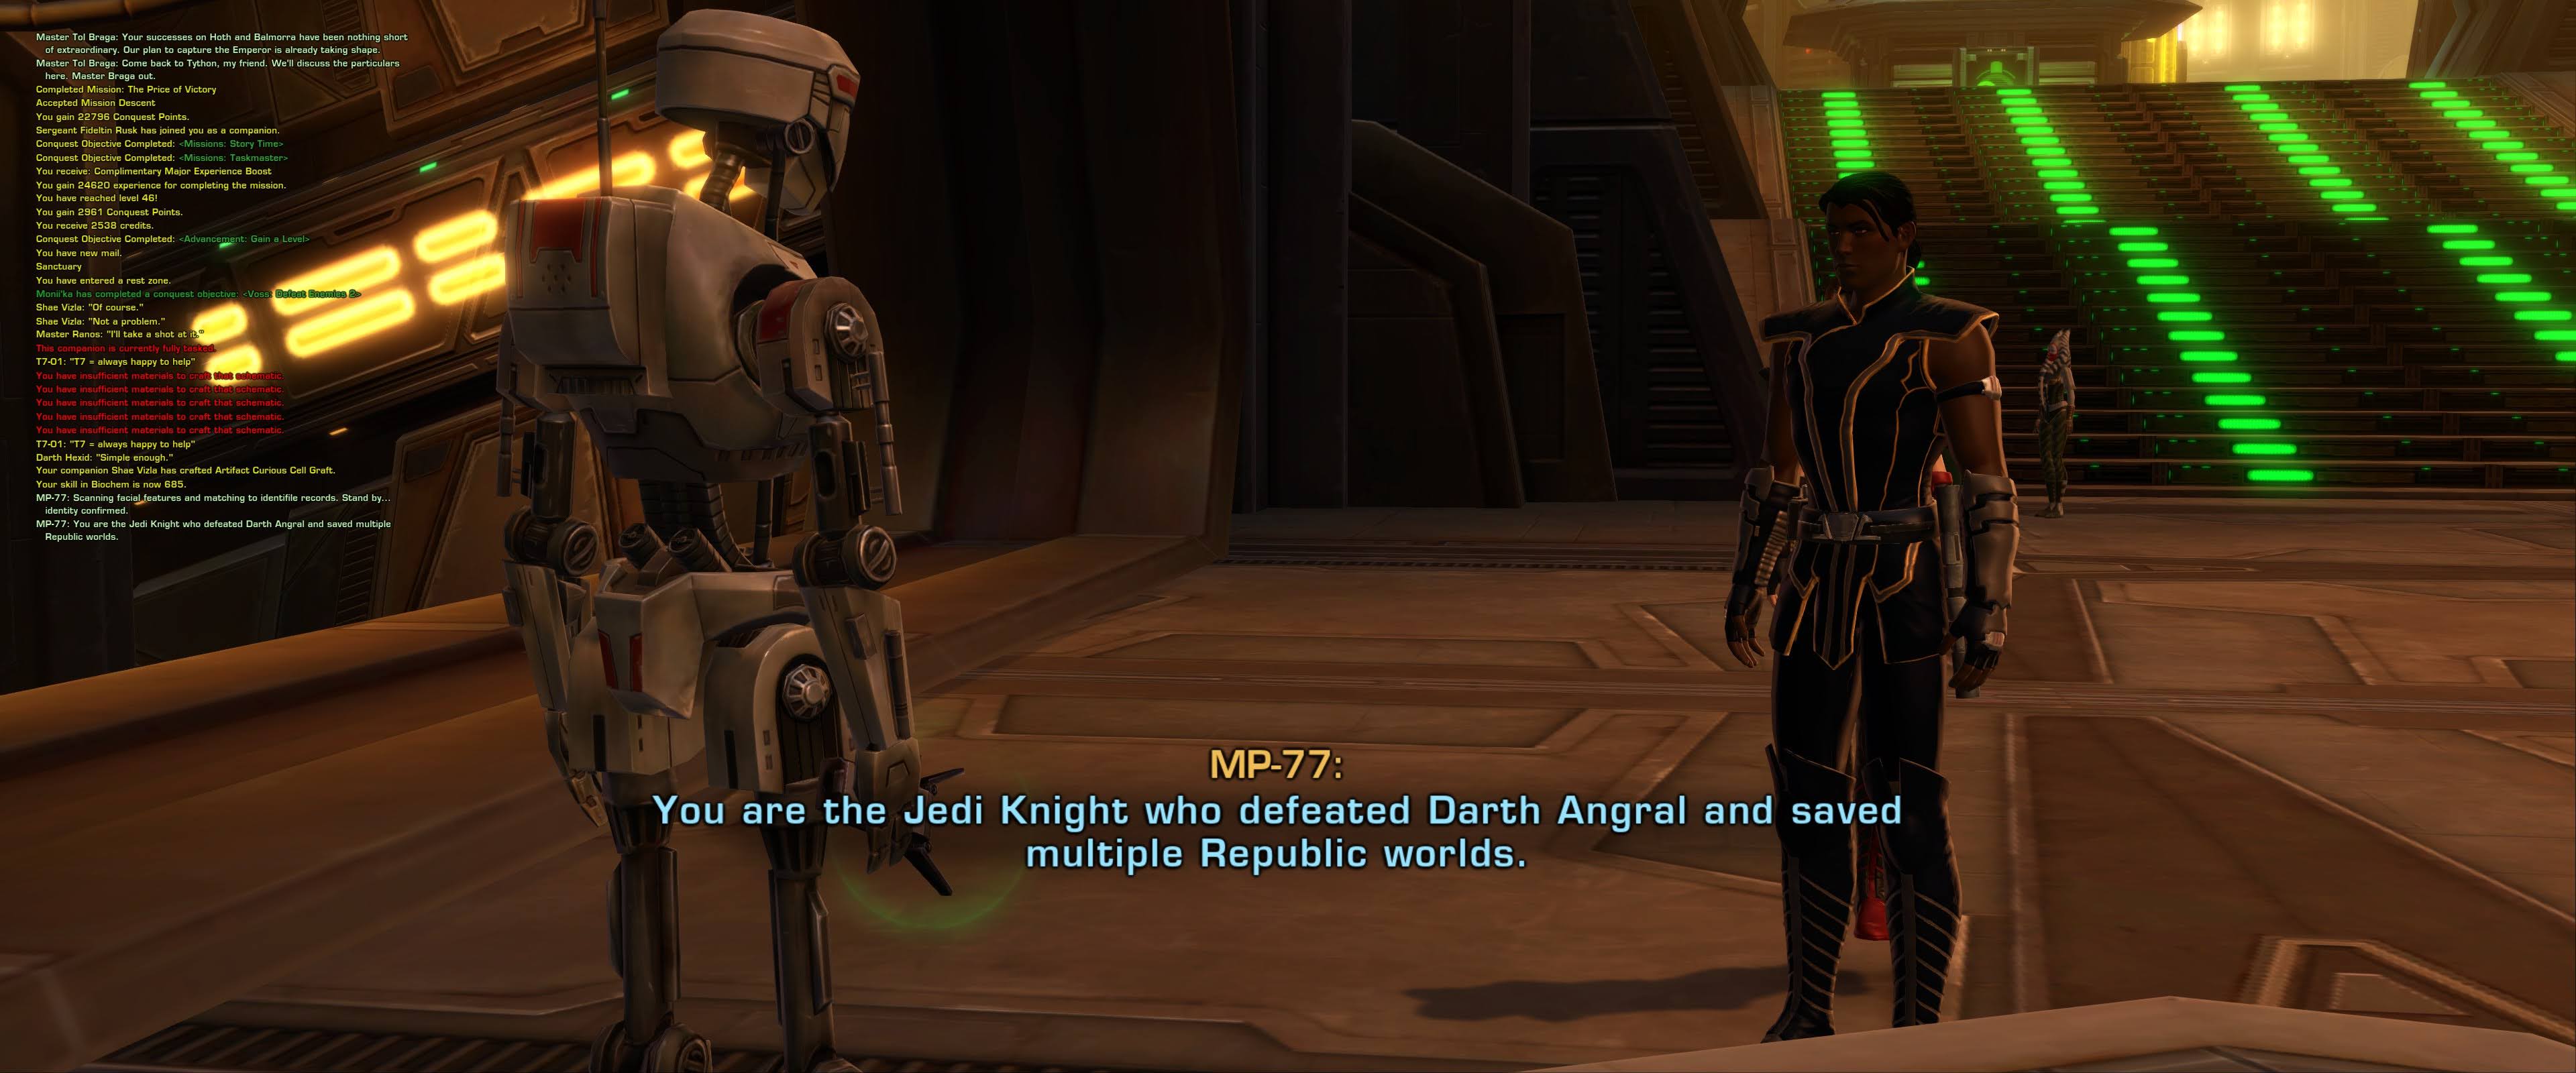 Master Tol Braga: Your successes on Hoth and Balmorra have been nothing short
of extraordinary. Our plan to capture the Emperor is already taking shape.
Master Tol Braga: Come back to Tython, my friend. We'll discuss the particulars
here. Master Braga out.
Completed Mission: The Price of Victory
Accepted Mission Descent
You gain 22796 Conquest Points.
Sergeant Fideltin Rusk has joined you as a companion.
Conquest Objective Completed: <Missions: Story Time>
Conquest Objective Completed: <Missions: Taskmaster>
You receive: Complimentary Major Experience Boost
You gain 24620 experience for completing the mission.
You have reached level 46!
You gain 2961 Conquest Points.
You receive 2538 credits.
Conquest Objective Completed: <Advancement: Gain a Level>
You have new mail.
Sanctuary
You have entered a rest zone.
Monii'ka has completed a conquest objective: <Voss: Defeat Enemies 2>
Shae Vizla: "Of course."
Shae Vizla: "Not a problem."
Master Ranos: "I'll take a shot at it."
This companion is currently fully tasked.
T7-01: "T7 = always happy to help"
You have insufficient materials to craft that schematic.
You have insufficient materials to craft that schematic.
You have insufficient materials to craft that schematic.
You have insufficient materials to craft that schematic.
You have insufficient materials to craft that schematic.
T7-01: "T7 = always happy to help"
Darth Hexid: "Simple enough."
Your companion Shae Vizla has crafted Artifact Curious Cell Graft.
Your skill in Biochem is now 685.
MP-77: Scanning facial features and matching to identifile records. Stand by...
identity confirmed.
MP-77: You are the Jedi Knight who defeated Darth Angral and saved multiple
Republic worlds.
MP-77:
You are the Jedi Knight who defeated Darth Angral and saved
multiple Republic worlds.